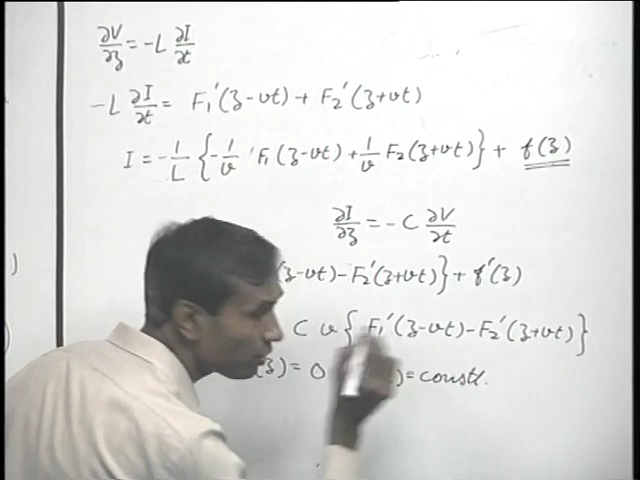 ∂V/∂z = -L ∂I/∂t
-L ∂I/∂t = F₁'(z-vt) + F₂'(z+vt)
I = -1/L {-1/v F₁(z-vt) + 1/v F₂(z+vt)} + f(z)
∂I/∂z = -C ∂V/∂t
(z-vt) - F₂'(z+vt)} + f'(z)
C v {F₁'(z-vt) - F₂'(z+vt)}
(z) = 0 ) = constt.